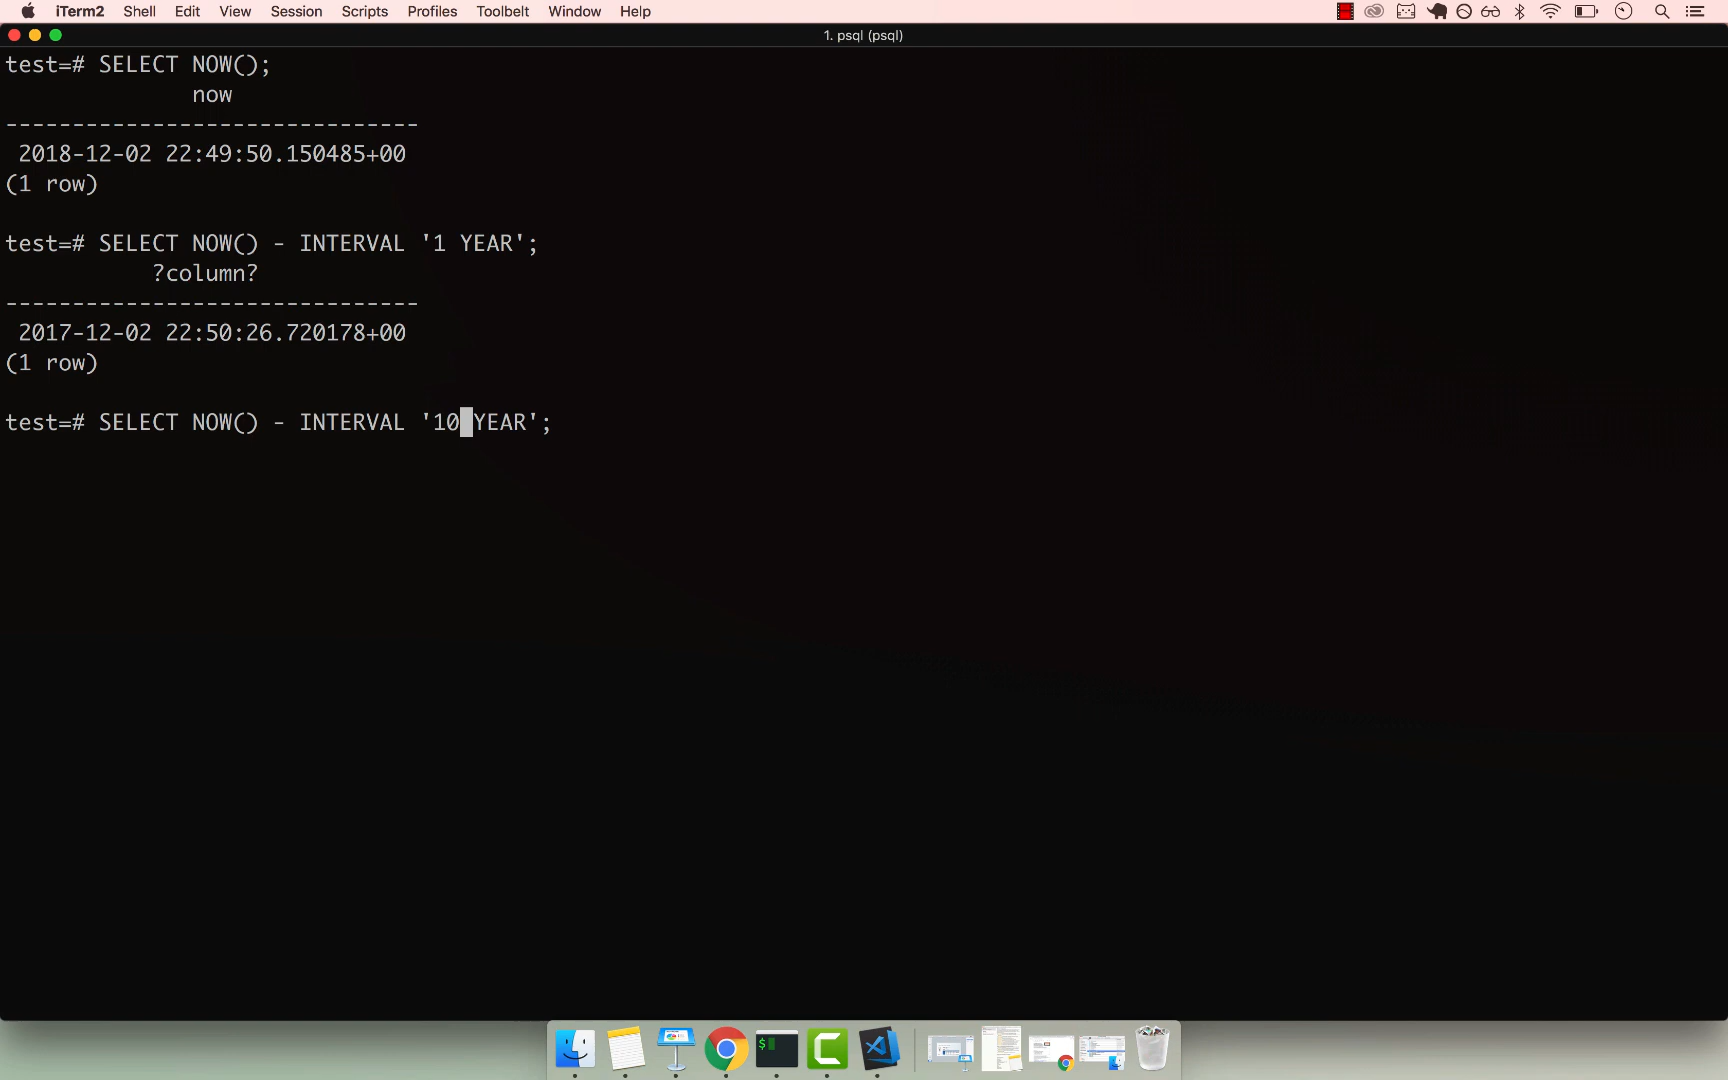 iTerm2 Shell Edit View Session Scripts Profiles Toolbelt Window Help
1. psql (psql)
test=# SELECT NOW();
now
-------------------------------
2018-12-02 22:49:50.150485+00
(1 row)
test=# SELECT NOW() - INTERVAL '1 YEAR';
?column?
-------------------------------
2017-12-02 22:50:26.720178+00
(1 row)
test=# SELECT NOW() - INTERVAL '10 YEAR';
$
C